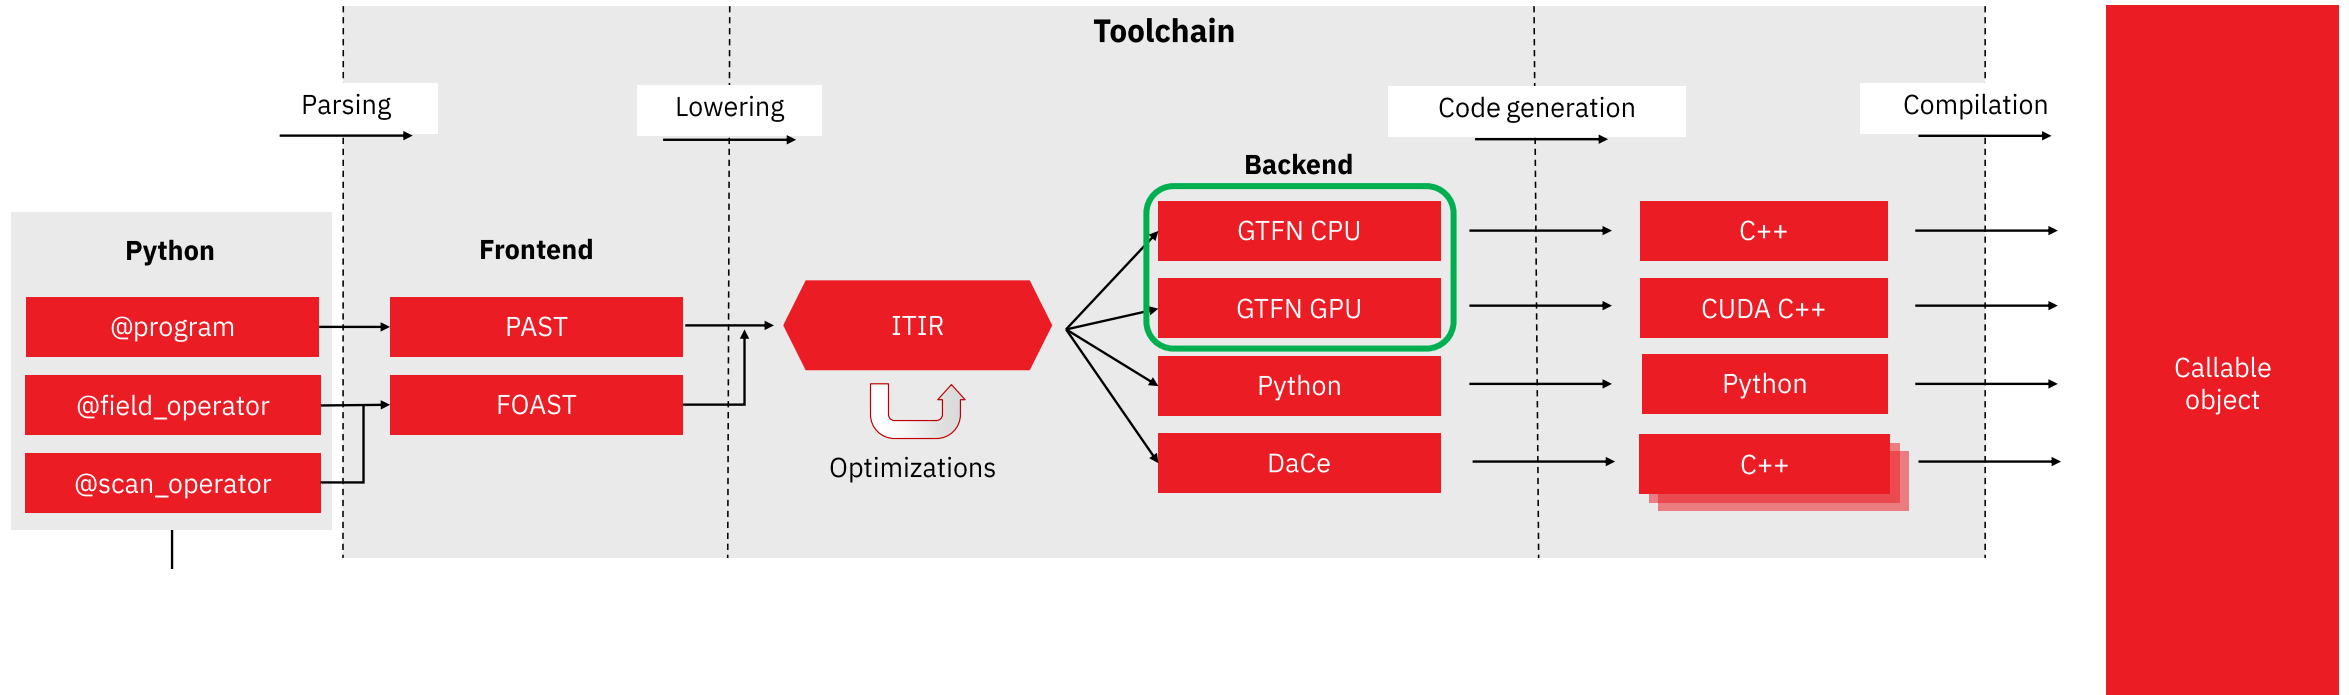 Toolchain
Parsing
Lowering
Code generation
Compilation
Backend
Python
Frontend
@program
@field_operator
@scan_operator
PAST
FOAST
ITIR
Optimizations
GTFN CPU
GTFN GPU
Python
DaCe
C++
CUDA C++
Python
C++
Callable
object